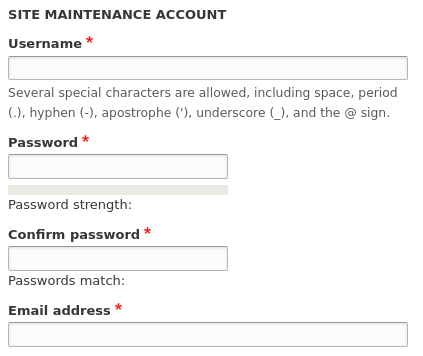 SITE MAINTENANCE ACCOUNT
Username *
Several special characters are allowed, including space, period
(.), hyphen (-), apostrophe ('), underscore (_), and the @ sign.
Password *
Password strength:
Confirm password *
Passwords match:
Email address *